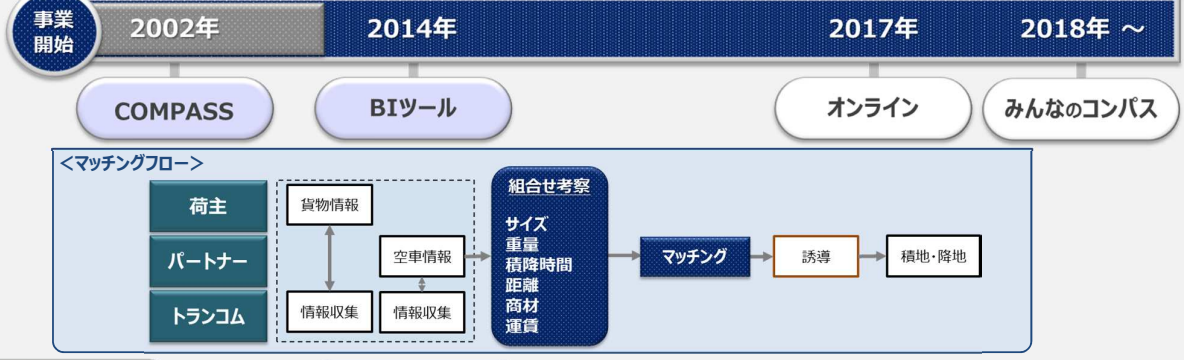 事業
開始
2002年
2014年
2017年
2018年 ～
COMPASS
BIツール
オンライン
みんなのコンパス
＜マッチングフロー＞
荷主
パートナー
トランコム
貨物情報
空車情報
情報収集
情報収集
組合せ考察
サイズ
重量
積降時間
距離
商材
運賃
マッチング
誘導
積地・降地